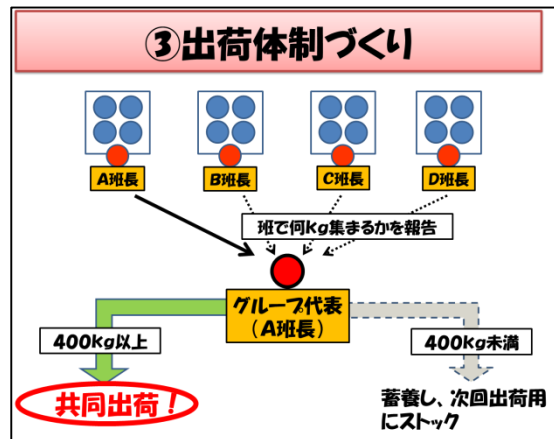 ③出荷体制づくり
A班長
B班長
C班長
D班長
班で何kg集まるかを報告
グループ代表
(A班長)
400kg以上
400kg未満
共同出荷!
蓄養し、次回出荷用
にストック